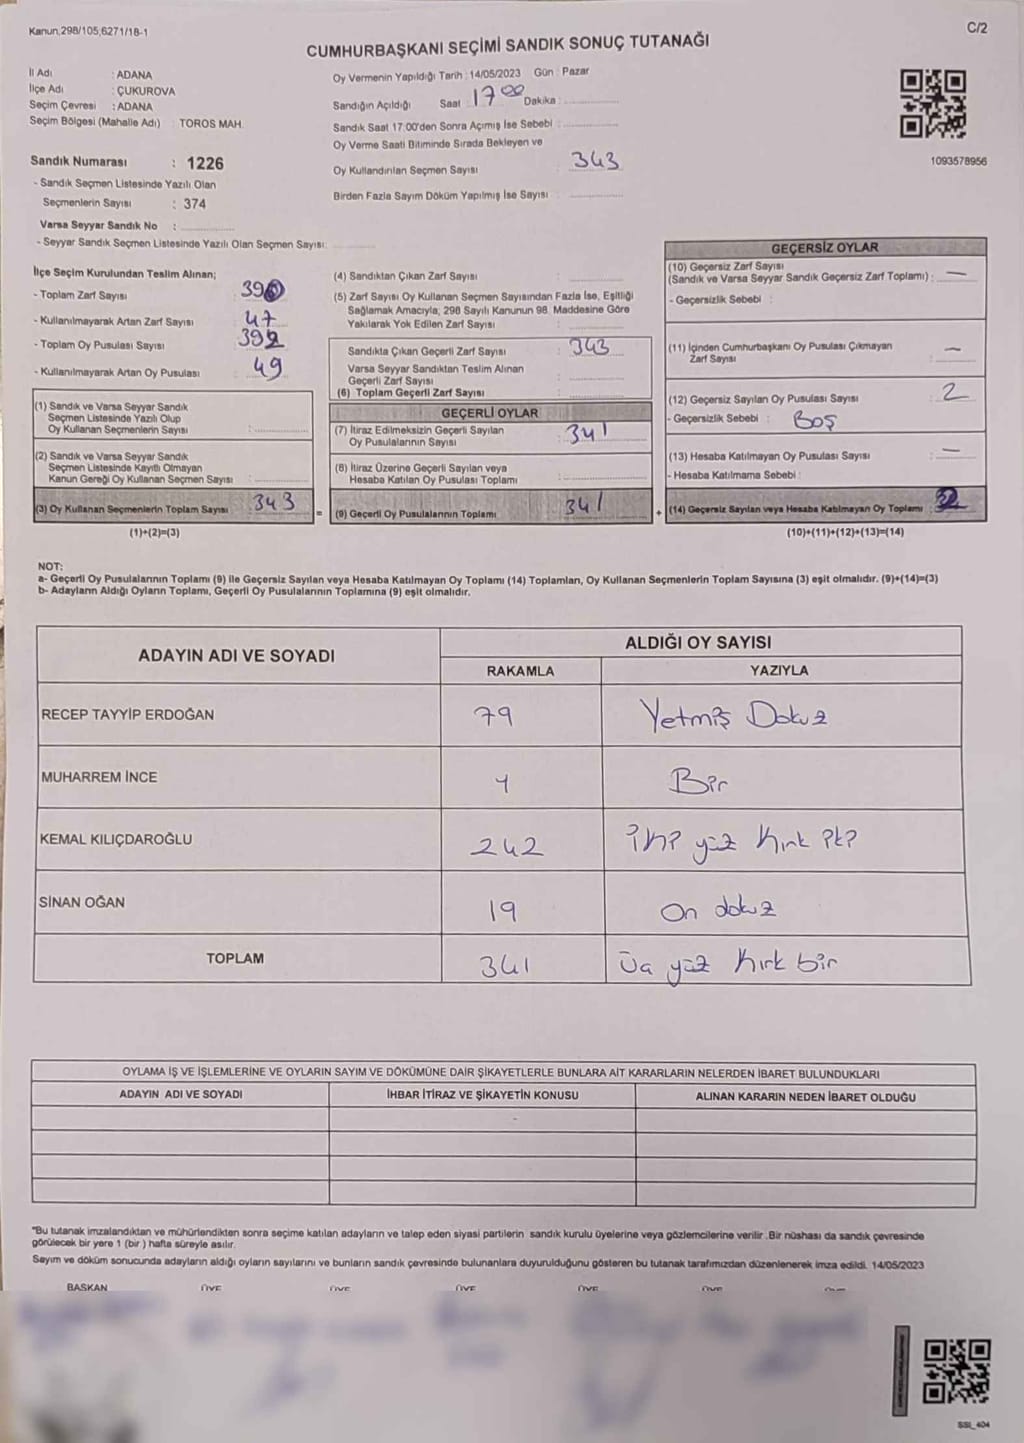 Kanun,298/105,6271/18-1
C/2
CUMHURBAŞKANI SEÇİMİ SANDIK SONUÇ TUTANAĞI
İl Adı : ADANA
İlçe Adı : ÇUKUROVA
Seçim Çevresi : ADANA
Seçim Bölgesi (Mahalle Adı) : TOROS MAH.
Sandık Numarası : 1226
- Sandık Seçmen Listesinde Yazılı Olan
Seçmenlerin Sayısı : 374
Varsa Seyyar Sandık No :
- Seyyar Sandık Seçmen Listesinde Yazılı Olan Seçmen Sayısı:
Oy Vermenin Yapıldığı Tarih : 14/05/2023 Gün : Pazar
Sandığın Açıldığı Saat : 17 00 Dakika :
Sandık Saat 17:00'den Sonra Açımış İse Sebebi :
Oy Verme Saati Bitiminde Sırada Bekleyen ve
Oy Kullandırılan Seçmen Sayısı : 343
Birden Fazla Sayım Döküm Yapılmış İse Sayısı :
1093578956
İlçe Seçim Kurulundan Teslim Alınan;
- Toplam Zarf Sayısı : 390
- Kullanılmayarak Artan Zarf Sayısı : 47
- Toplam Oy Pusulası Sayısı : 392
- Kullanılmayarak Artan Oy Pusulası : 49
(1) Sandık ve Varsa Seyyar Sandık
Seçmen Listesinde Yazılı Olup
Oy Kullanan Seçmenlerin Sayısı :
(2) Sandık ve Varsa Seyyar Sandık
Seçmen Listesinde Kayıtlı Olmayan
Kanun Gereği Oy Kullanan Seçmen Sayısı :
(3) Oy Kullanan Seçmenlerin Toplam Sayısı : 343
(1)+(2)=(3)
=
(4) Sandıktan Çıkan Zarf Sayısı :
(5) Zarf Sayısı Oy Kullanan Seçmen Sayısından Fazla İse, Eşitliği
Sağlamak Amacıyla, 298 Sayılı Kanunun 98. Maddesine Göre
Yakılarak Yok Edilen Zarf Sayısı :
Sandıkta Çıkan Geçerli Zarf Sayısı : 343
Varsa Seyyar Sandıktan Teslim Alınan
Geçerli Zarf Sayısı :
(6) Toplam Geçerli Zarf Sayısı :
GEÇERLİ OYLAR
(7) İtiraz Edilmeksizin Geçerli Sayılan
Oy Pusulalarının Sayısı : 341
(8) İtiraz Üzerine Geçerli Sayılan veya
Hesaba Katılan Oy Pusulası Toplamı :
(9) Geçerli Oy Pusulalarının Toplamı : 341
+
GEÇERSİZ OYLAR
(10) Geçersiz Zarf Sayısı
(Sandık ve Varsa Seyyar Sandık Geçersiz Zarf Toplamı) : —
- Geçersizlik Sebebi :
(11) İçinden Cumhurbaşkanı Oy Pusulası Çıkmayan
Zarf Sayısı : —
(12) Geçersiz Sayılan Oy Pusulası Sayısı : 2
- Geçersizlik Sebebi : BOŞ
(13) Hesaba Katılmayan Oy Pusulası Sayısı : —
- Hesaba Katılmama Sebebi :
(14) Geçersiz Sayılan veya Hesaba Katılmayan Oy Toplamı : 2
(10)+(11)+(12)+(13)=(14)
NOT:
a- Geçerli Oy Pusulalarının Toplamı (9) ile Geçersiz Sayılan veya Hesaba Katılmayan Oy Toplamı (14) Toplamları, Oy Kullanan Seçmenlerin Toplam Sayısına (3) eşit olmalıdır. (9)+(14)=(3)
b- Adayların Aldığı Oyların Toplamı, Geçerli Oy Pusulalarının Toplamına (9) eşit olmalıdır.
ADAYIN ADI VE SOYADI
ALDIĞI OY SAYISI
RAKAMLA YAZIYLA
RECEP TAYYİP ERDOĞAN 79 Yetmiş Dokuz
MUHARREM İNCE 1 Bir
KEMAL KILIÇDAROĞLU 242 İki yüz Kırk iki
SİNAN OĞAN 19 On dokuz
TOPLAM 341 Üç yüz Kırk bir
OYLAMA İŞ VE İŞLEMLERİNE VE OYLARIN SAYIM VE DÖKÜMÜNE DAİR ŞİKAYETLERLE BUNLARA AİT KARARLARIN NELERDEN İBARET BULUNDUKLARI
ADAYIN ADI VE SOYADI İHBAR İTİRAZ VE ŞİKAYETİN KONUSU ALINAN KARARIN NEDEN İBARET OLDUĞU
"Bu tutanak imzalandıktan ve mühürlendikten sonra seçime katılan adayların ve talep eden siyasi partilerin sandık kurulu üyelerine veya gözlemcilerine verilir .Bir nüshası da sandık çevresinde
görülecek bir yere 1 (bir ) hafta süreyle asılır.
Sayım ve döküm sonucunda adayların aldığı oyların sayılarını ve bunların sandık çevresinde bulunanlara duyurulduğunu gösteren bu tutanak tarafımızdan düzenlenerek imza edildi. 14/05/2023
BAŞKAN ÜYE ÜYE ÜYE ÜYE ÜYE
SSI_404